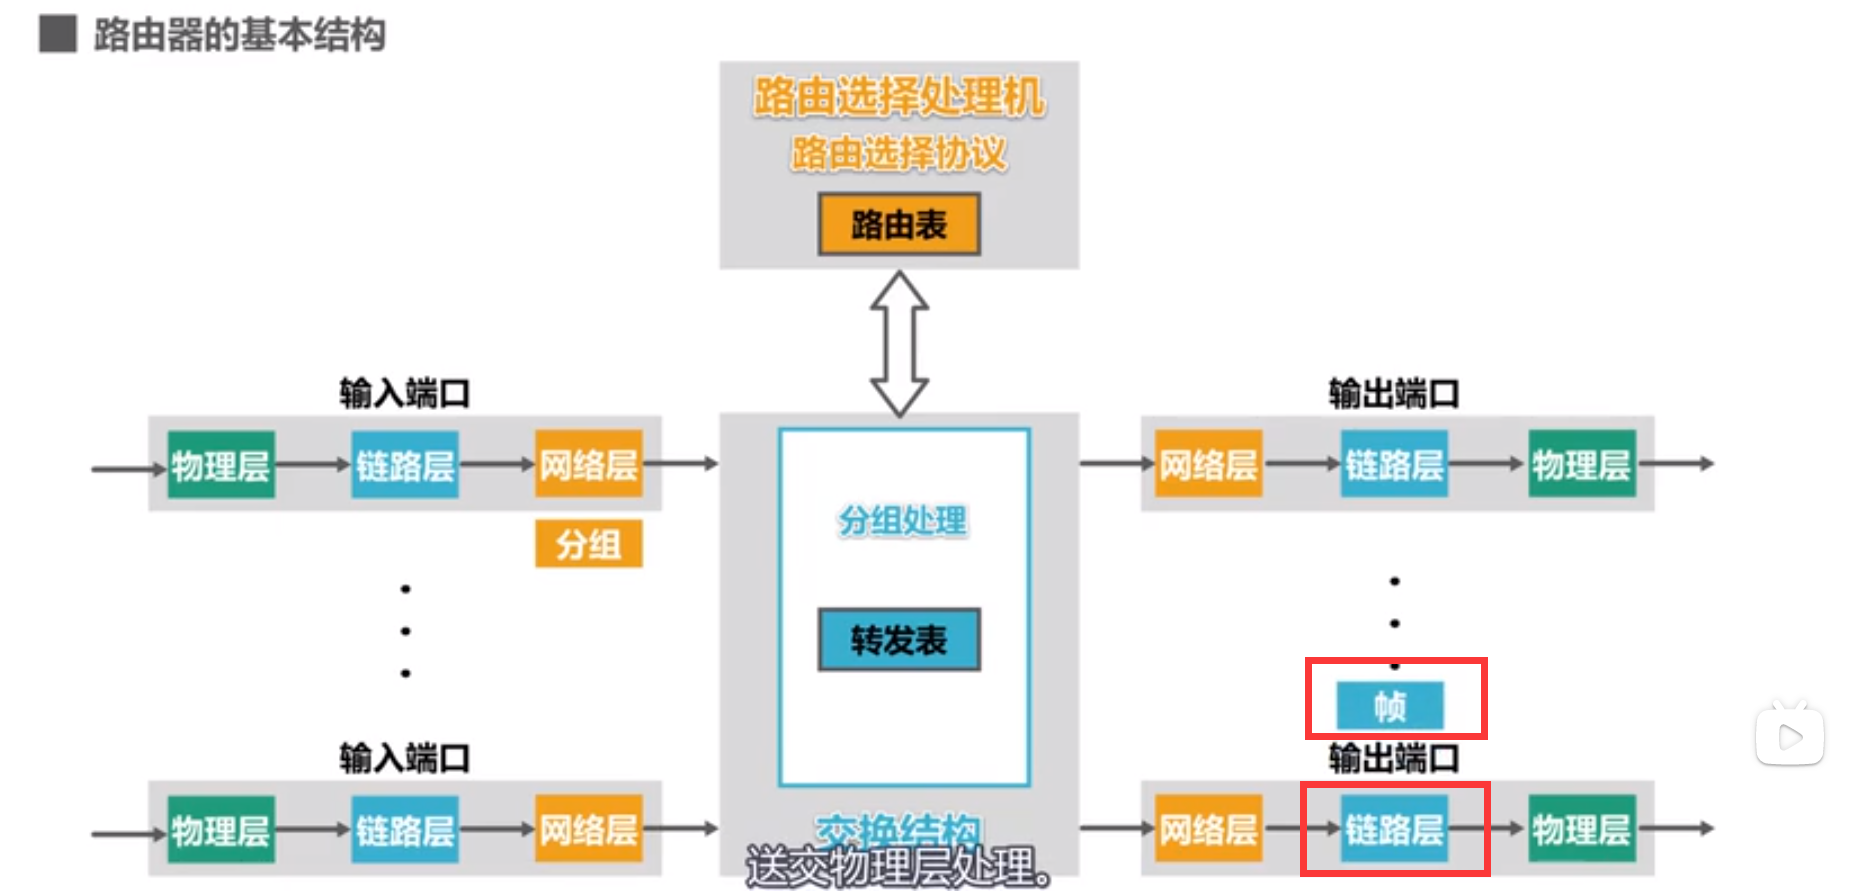 路由器的基本结构
路由选择处理机
路由选择协议
路由表
输入端口
输出端口
物理层
链路层
网络层
网络层
链路层
物理层
分组
分组处理
转发表
帧
输入端口
输出端口
物理层
链路层
网络层
交换结构
网络层
链路层
物理层
送交物理层处理。